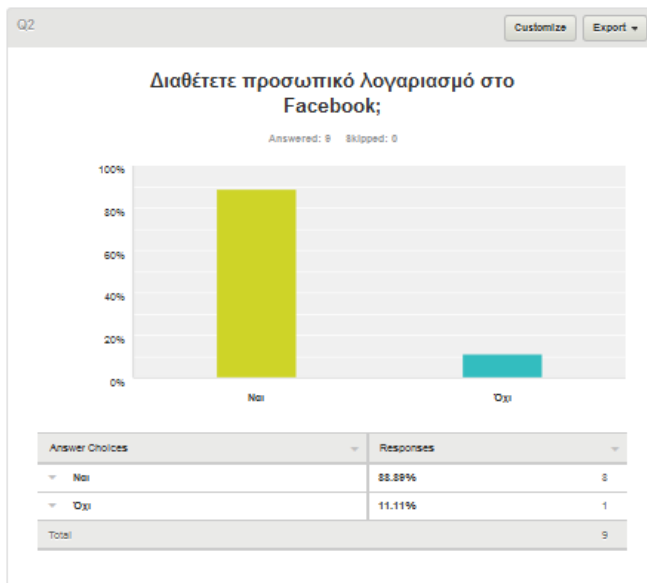 Q2
Customize
Export
Διαθέτετε προσωπικό λογαριασμό στο
Facebook;
Answered: 9 Skipped: 0
100%
80%
60%
40%
20%
0%
Ναι Όχι
Answer Choices Responses
Ναι 88.89% 8
Όχι 11.11% 1
Total 9